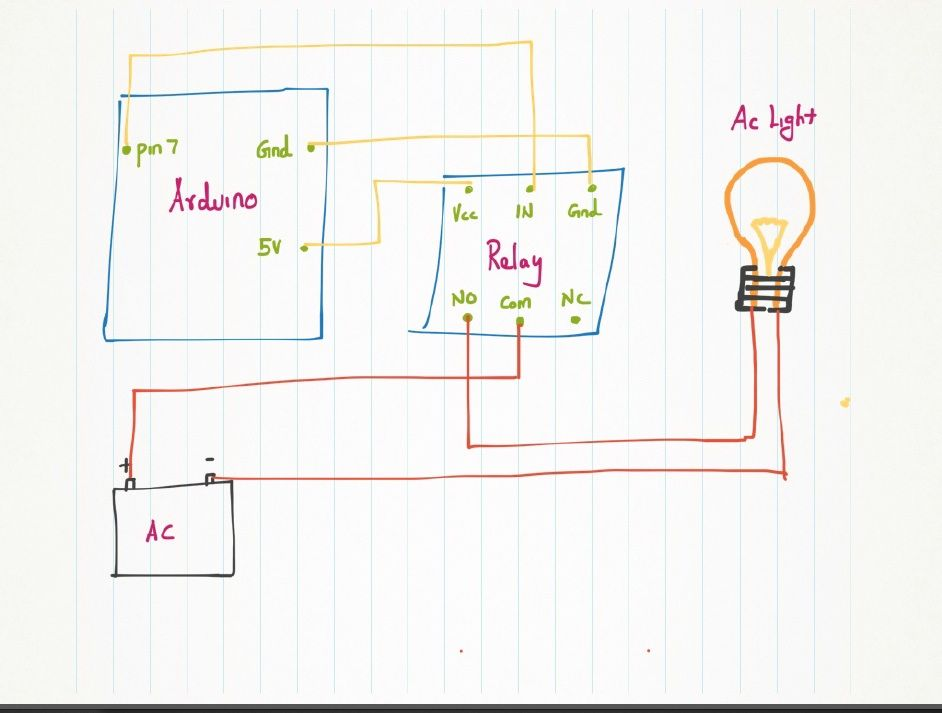 Ac Light
pin 7
Gnd
Arduino
5V
Vcc IN Gnd
Relay
NO Com NC
+ -
AC